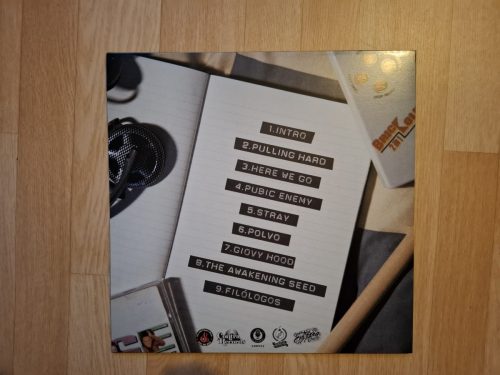 1.INTRO
2.PULLING HARD
3.HERE WE GO
4.PUBIC ENEMY
5.STRAY
6.POLVO
7.GIOVY HOOD
8.THE AWAKENING SEED
9.FILÓLOGOS